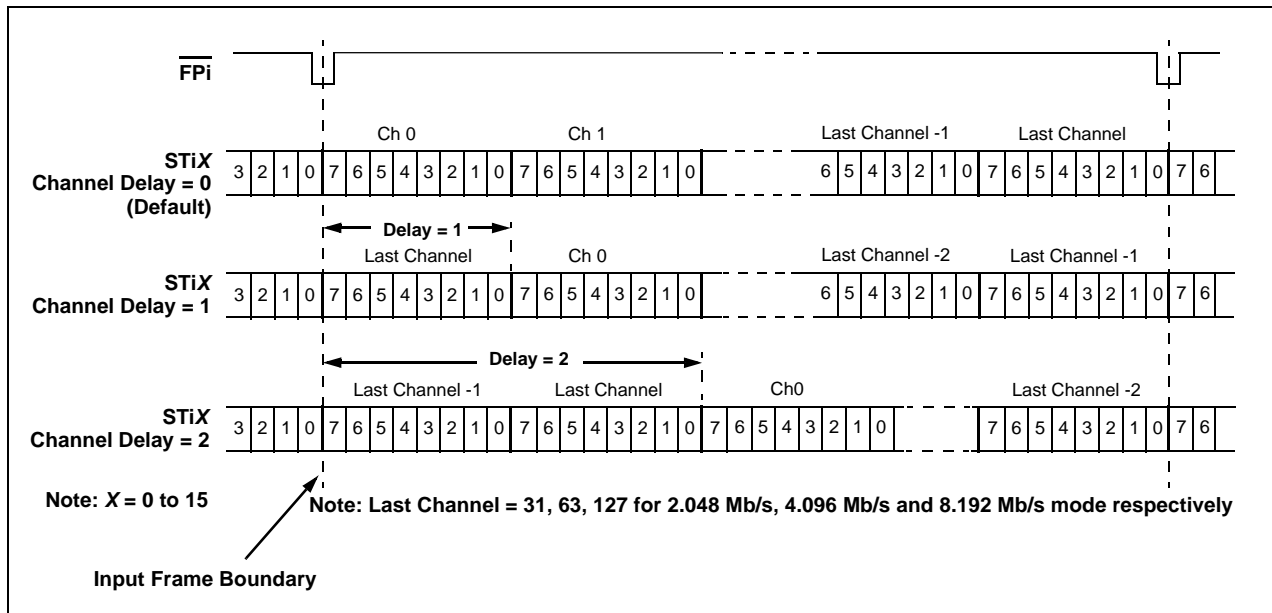 FPi
Ch 0 Ch 1 Last Channel -1 Last Channel
STiX
Channel Delay = 0
(Default)
3 2 1 0 7 6 5 4 3 2 1 0 7 6 5 4 3 2 1 0 6 5 4 3 2 1 0 7 6 5 4 3 2 1 0 7 6
Delay = 1
Last Channel Ch 0 Last Channel -2 Last Channel -1
STiX
Channel Delay = 1
3 2 1 0 7 6 5 4 3 2 1 0 7 6 5 4 3 2 1 0 6 5 4 3 2 1 0 7 6 5 4 3 2 1 0 7 6
Delay = 2
Last Channel -1 Last Channel Ch0 Last Channel -2
STiX
Channel Delay = 2
3 2 1 0 7 6 5 4 3 2 1 0 7 6 5 4 3 2 1 0 7 6 5 4 3 2 1 0 7 6 5 4 3 2 1 0 7 6
Note: X = 0 to 15
Note: Last Channel = 31, 63, 127 for 2.048 Mb/s, 4.096 Mb/s and 8.192 Mb/s mode respectively
Input Frame Boundary